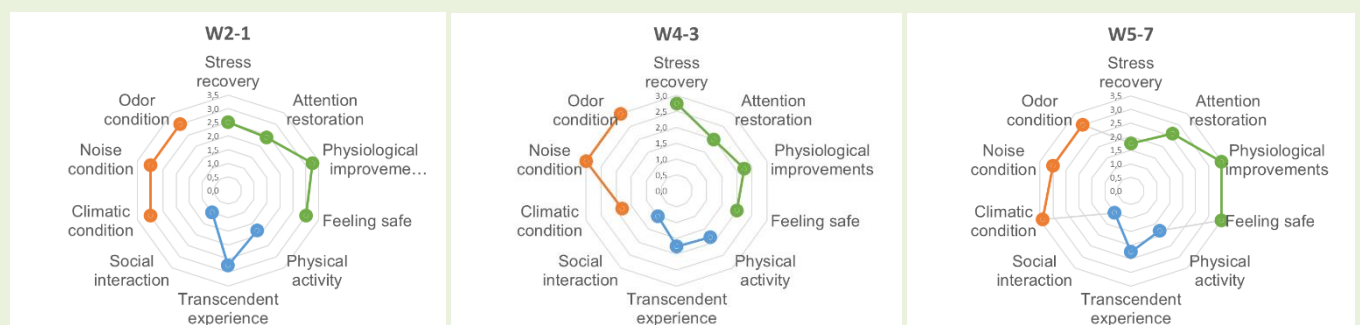 W2-1
Stress
recovery
Attention
restoration
Physiological
improveme...
Feeling safe
Physical
activity
Transcendent
experience
Social
interaction
Climatic
condition
Noise
condition
Odor
condition
3,5
3,0
2,5
2,0
1,5
1,0
0,5
0,0
W4-3
Stress
recovery
Attention
restoration
Physiological
improvements
Feeling safe
Physical
activity
Transcendent
experience
Social
interaction
Climatic
condition
Noise
condition
Odor
condition
3,0
2,5
2,0
1,5
1,0
0,5
0,0
W5-7
Stress
recovery
Attention
restoration
Physiological
improvements
Feeling safe
Physical
activity
Transcendent
experience
Social
interaction
Climatic
condition
Noise
condition
Odor
condition
3,5
3,0
2,5
2,0
1,5
1,0
0,5
0,0